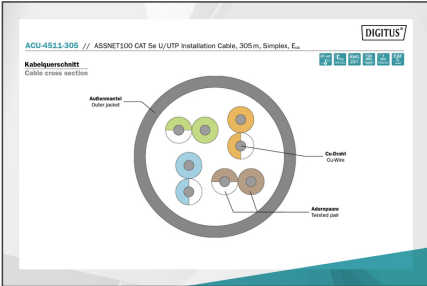 DIGITUS®
ACU-4511-305 // ASSNET100 CAT 5e U/UTP Installation Cable, 305 m, Simplex, Eca
Kabelquerschnitt
Cable cross section
Außenmantel
Outer jacket
Cu-Draht
Cu-Wire
Aderspaare
Twisted pair